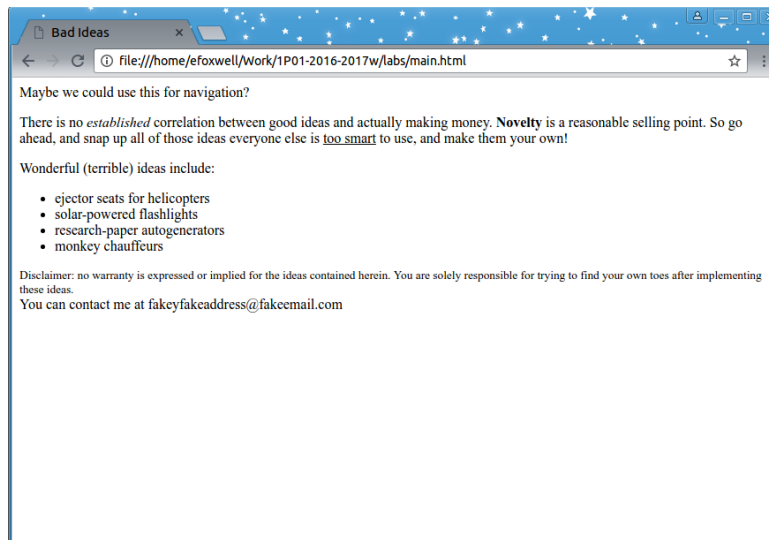 Bad Ideas
file:///home/efoxwell/Work/1P01-2016-2017w/labs/main.html
Maybe we could use this for navigation?
There is no established correlation between good ideas and actually making money. Novelty is a reasonable selling point. So go
ahead, and snap up all of those ideas everyone else is too smart to use, and make them your own!
Wonderful (terrible) ideas include:
• ejector seats for helicopters
• solar-powered flashlights
• research-paper autogenerators
• monkey chauffeurs
Disclaimer: no warranty is expressed or implied for the ideas contained herein. You are solely responsible for trying to find your own toes after implementing
these ideas.
You can contact me at fakeyfakeaddress@fakeemail.com